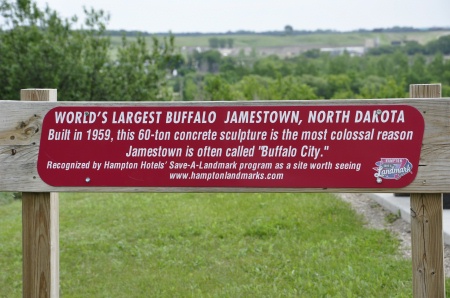 WORLD'S LARGEST BUFFALO JAMESTOWN, NORTH DAKOTA
Built in 1959, this 60-ton concrete sculpture is the most colossal reason
Jamestown is often called "Buffalo City."
Recognized by Hampton Hotels' Save-A-Landmark program as a site worth seeing
www.hamptonlandmarks.com
Landmark